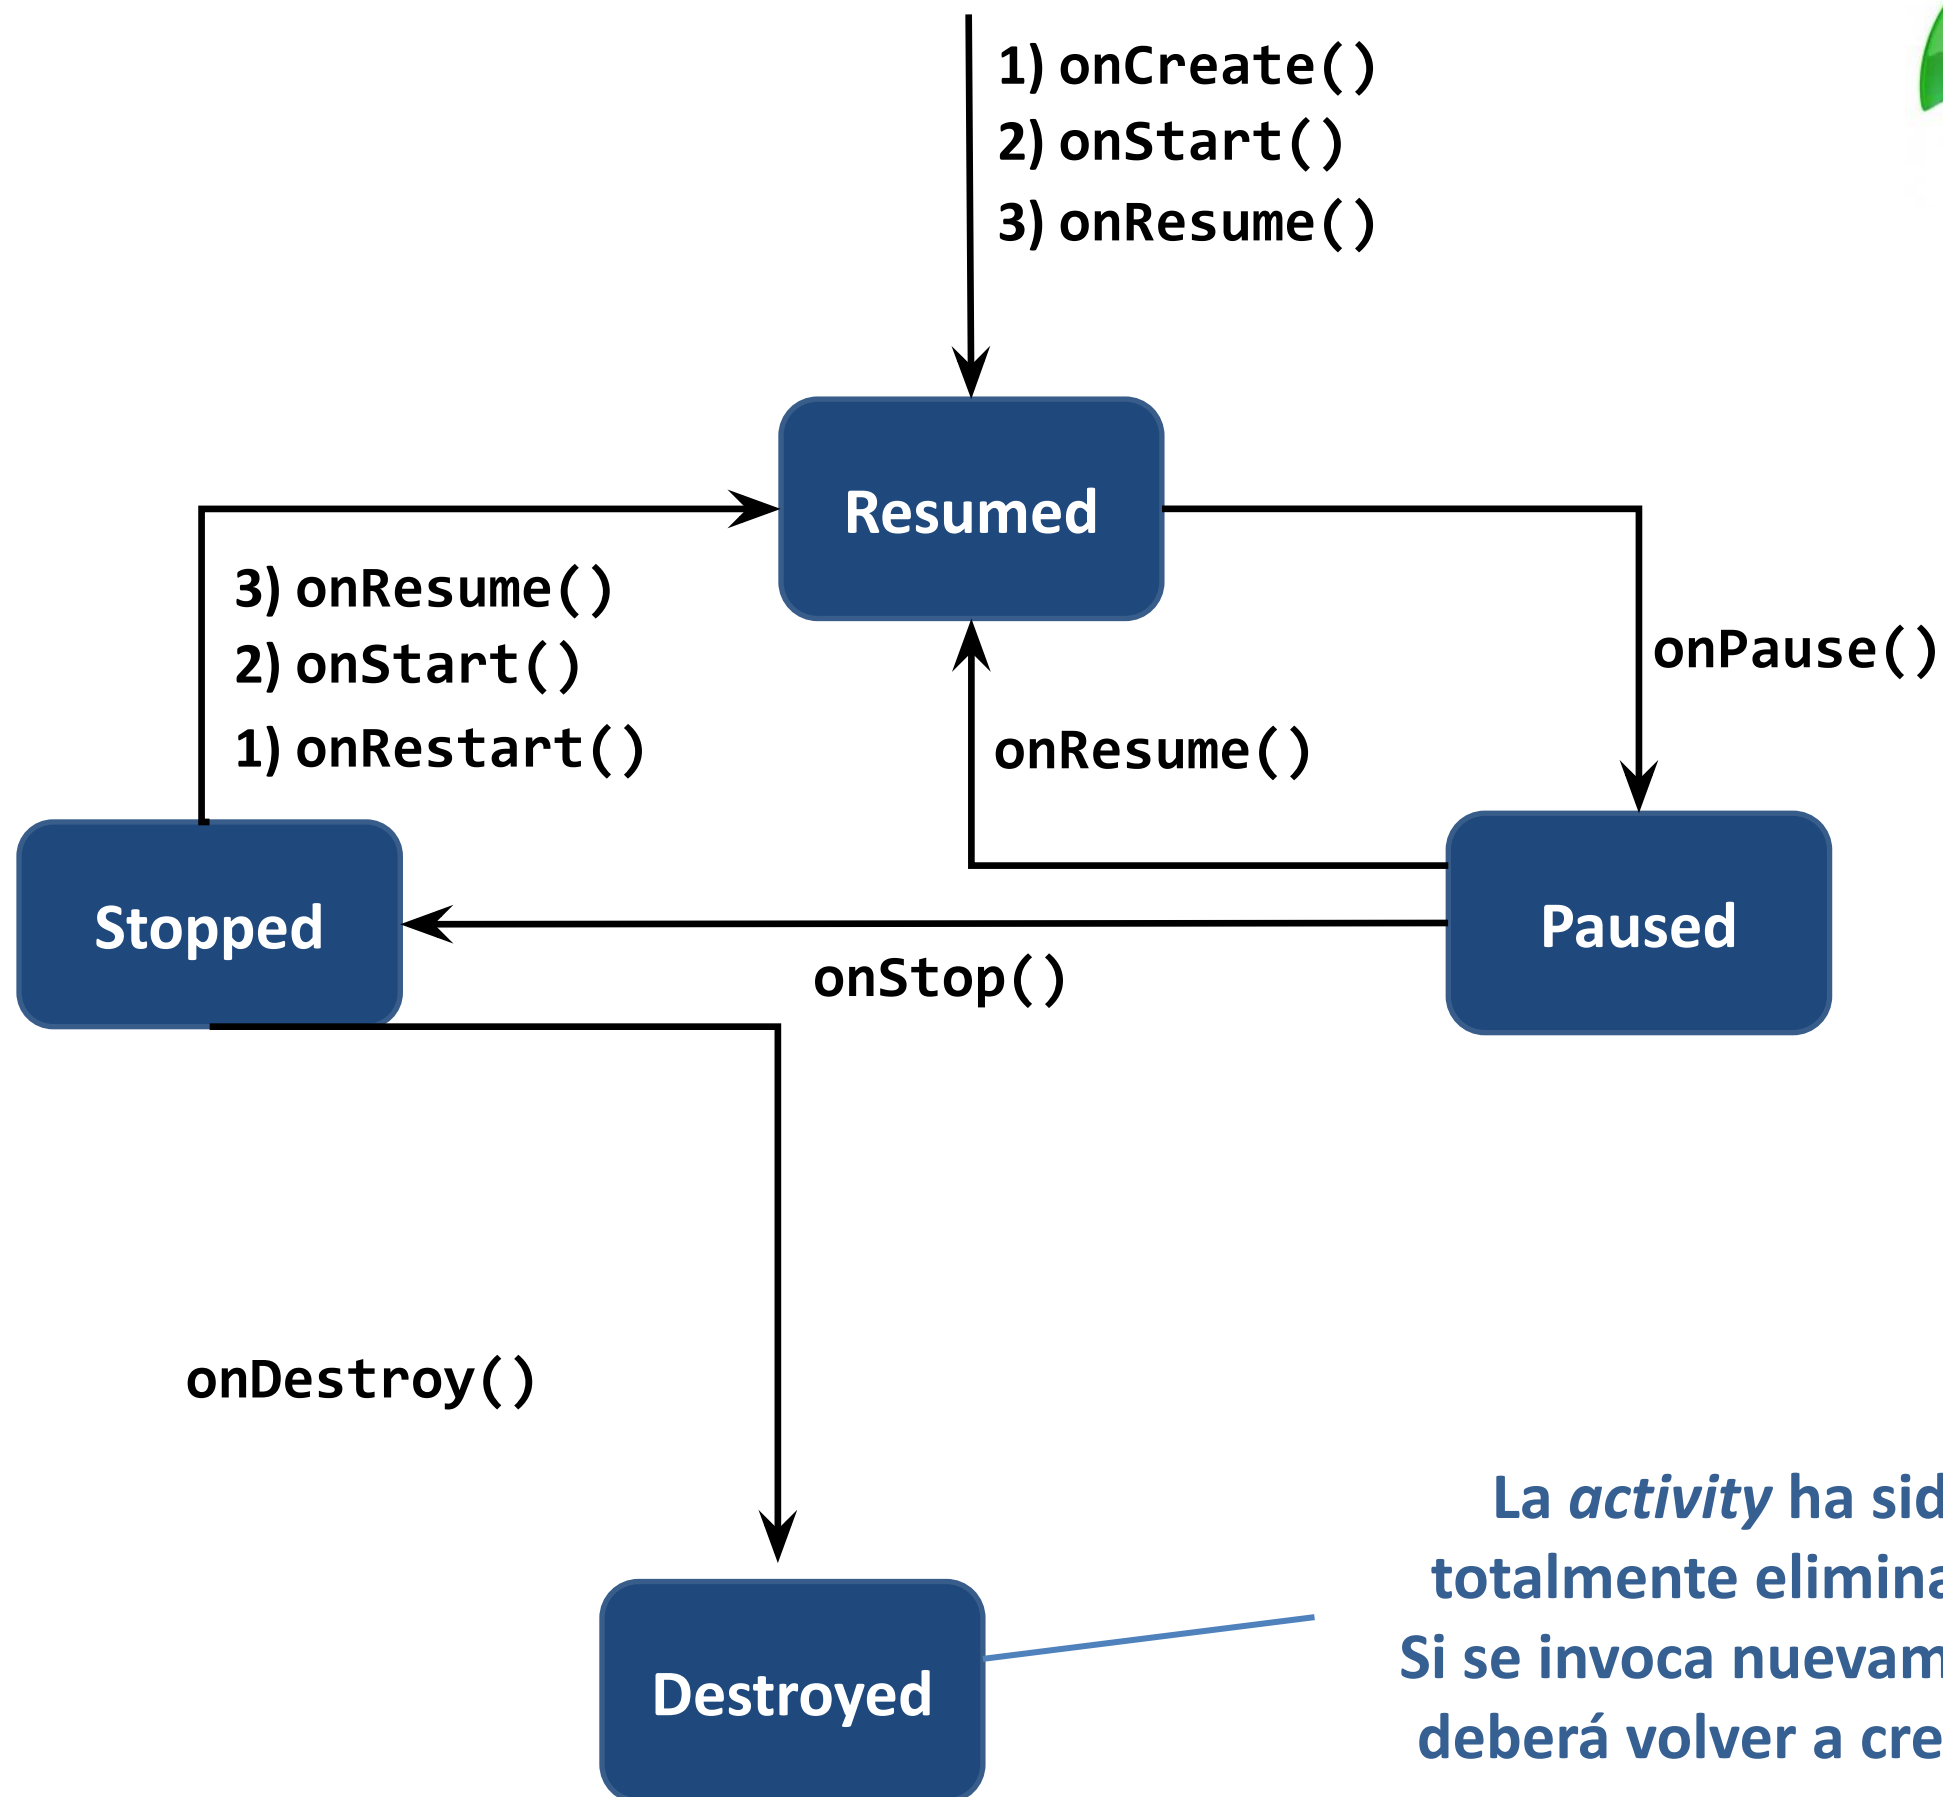 1) onCreate()
2) onStart()
3) onResume()
Resumed
3) onResume()
2) onStart()
1) onRestart()
onPause()
onResume()
Stopped
Paused
onStop()
onDestroy()
La activity ha sid
totalmente elimina
Si se invoca nuevam
deberá volver a cre
Destroyed